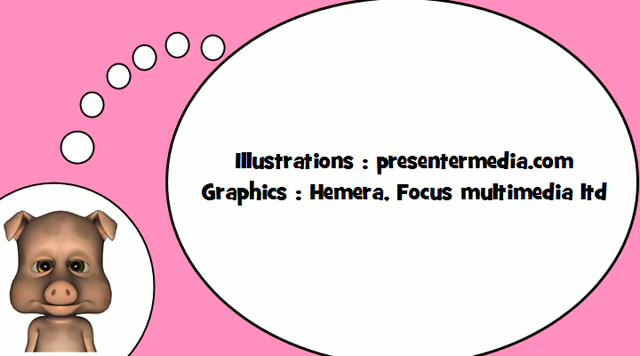 Illustrations : presentermedia.com
Graphics : Hemera. Focus multimedia ltd